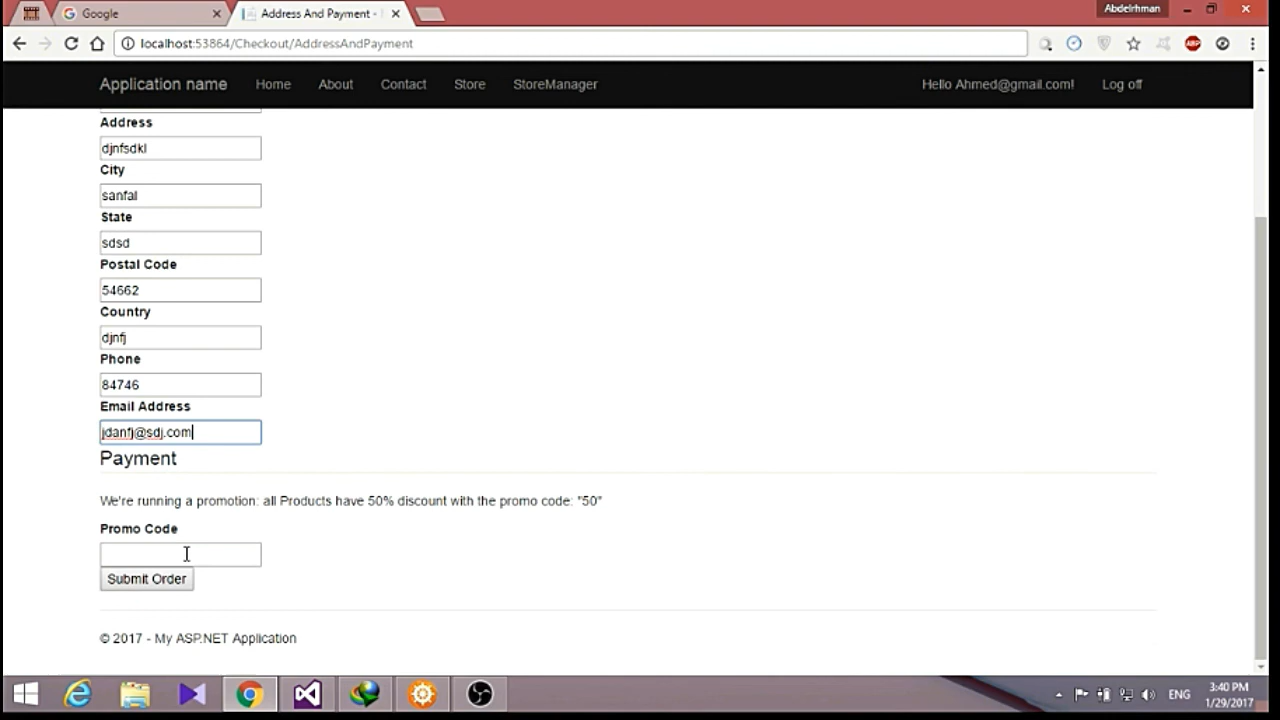 Google
Address And Payment -
Abdelrhman
localhost:53864/Checkout/AddressAndPayment
ABP
Application name Home About Contact Store StoreManager Hello Ahmed@gmail.com! Log off
Address
djnfsdkl
City
sanfal
State
sdsd
Postal Code
54662
Country
djnfj
Phone
84746
Email Address
jdanfj@sdj.com
Payment
We're running a promotion: all Products have 50% discount with the promo code: "50"
Promo Code
Submit Order
© 2017 - My ASP.NET Application
ENG
3:40 PM
1/29/2017